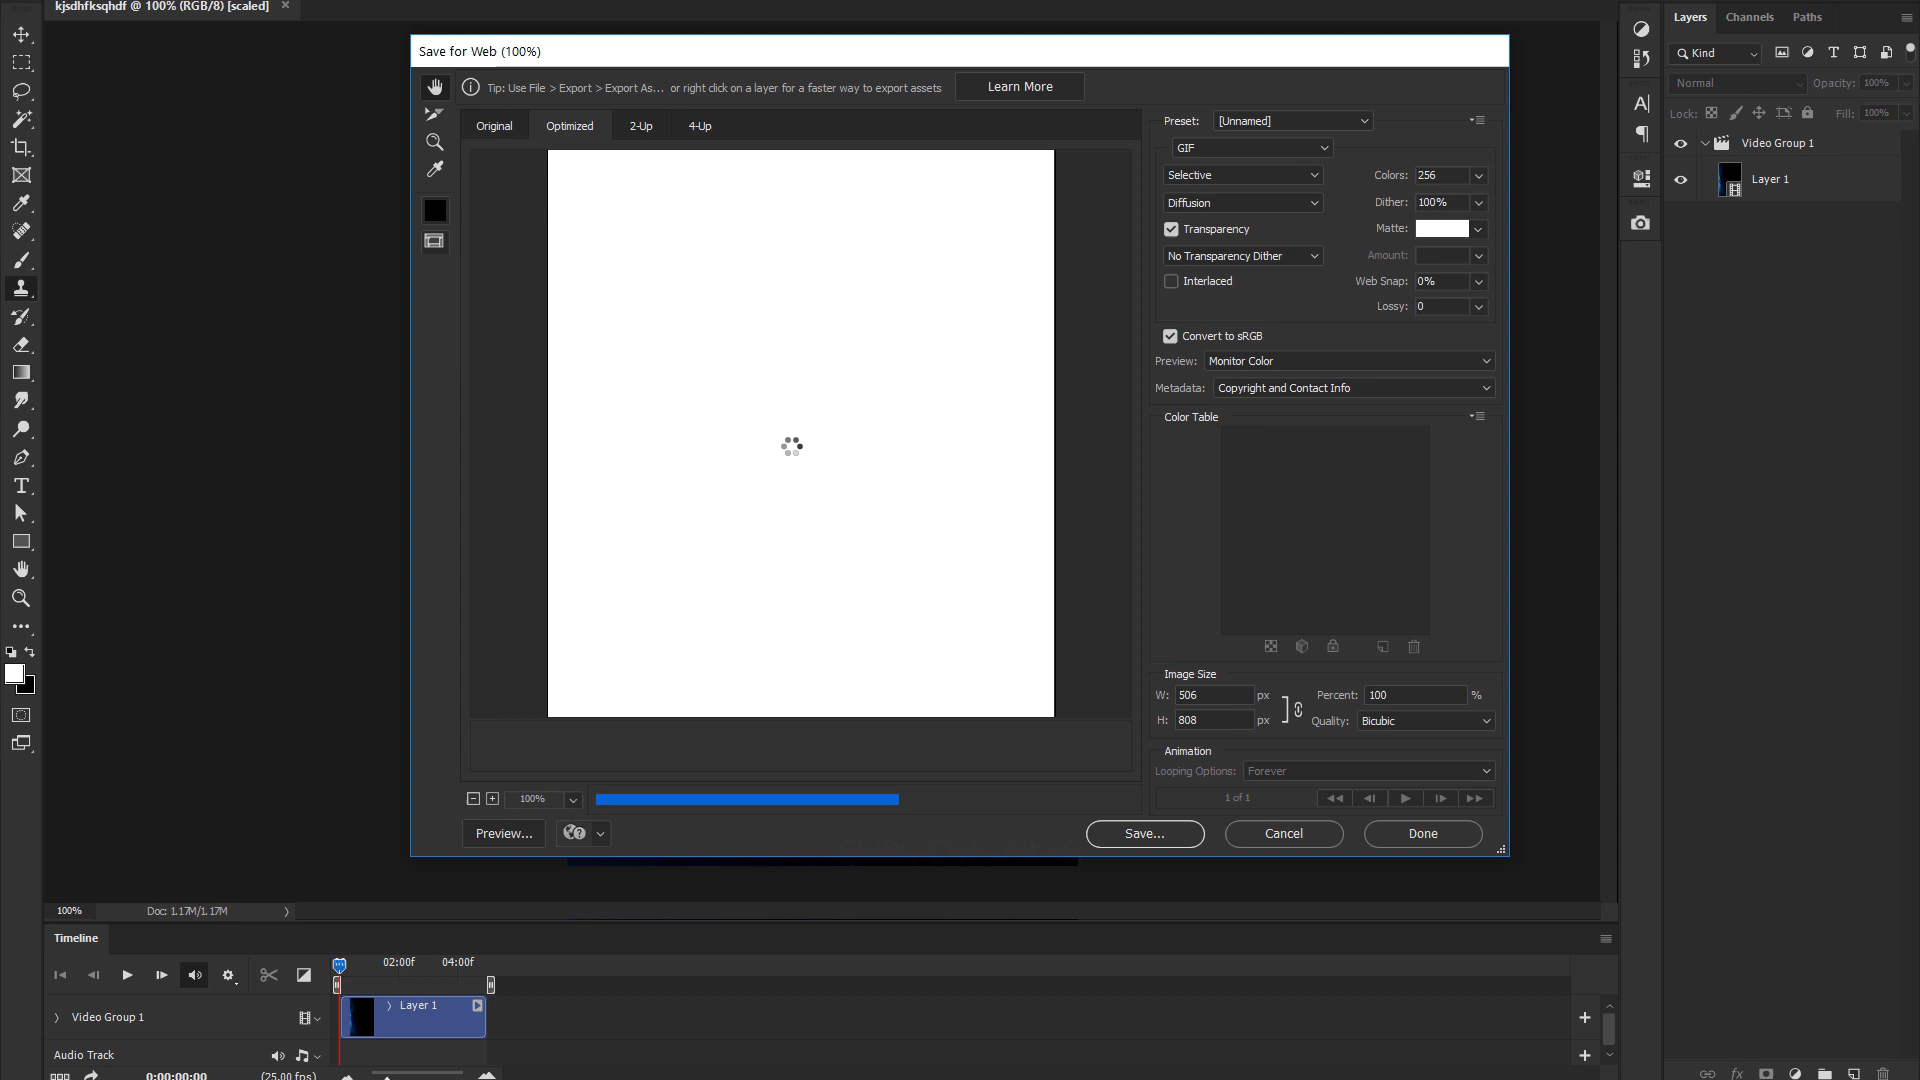 kjsdhfksqhdf @ 100% (RGB/8) [scaled]
Save for Web (100%)
Tip: Use File > Export > Export As... or right click on a layer for a faster way to export assets
Learn More
Original
Optimized
2-Up
4-Up
Preset: [Unnamed]
GIF
Selective
Colors: 256
Diffusion
Dither: 100%
Transparency
Matte:
No Transparency Dither
Amount:
Interlaced
Web Snap: 0%
Lossy: 0
Convert to sRGB
Preview: Monitor Color
Metadata: Copyright and Contact Info
Color Table
Image Size
W: 506 px
Percent: 100 %
H: 808 px
Quality: Bicubic
Animation
Looping Options: Forever
1 of 1
100%
Preview...
Save...
Cancel
Done
Layers
Channels
Paths
Kind
Normal
Opacity: 100%
Lock:
Fill: 100%
Video Group 1
Layer 1
100%
Doc: 1.17M/1.17M
Timeline
02:00f
04:00f
Layer 1
Video Group 1
Audio Track
0:00:00:00
(25.00 fps)